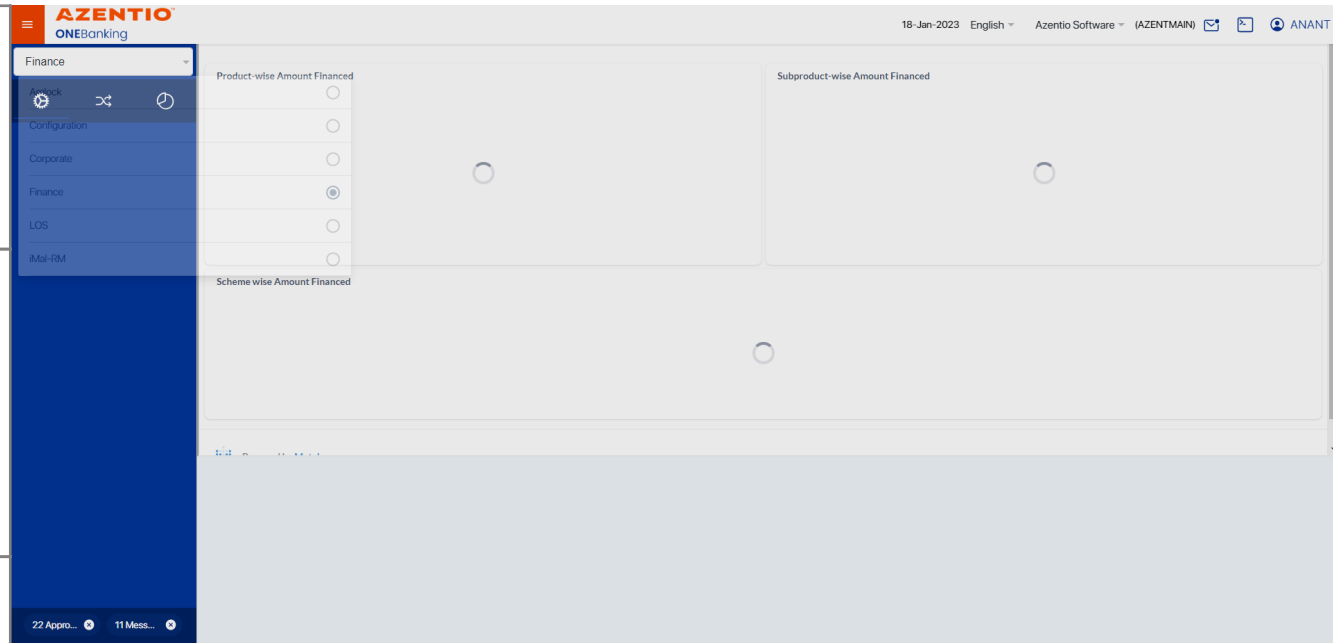 AZENTIO
ONEBanking
18-Jan-2023 English Azentio Software (AZENTMAIN) ANANT
Finance
Product-wise Amount Financed
Subproduct-wise Amount Financed
Amlock
Configuration
Corporate
Finance
LOS
iMal-RM
Scheme wise Amount Financed
22 Appro... 11 Mess...